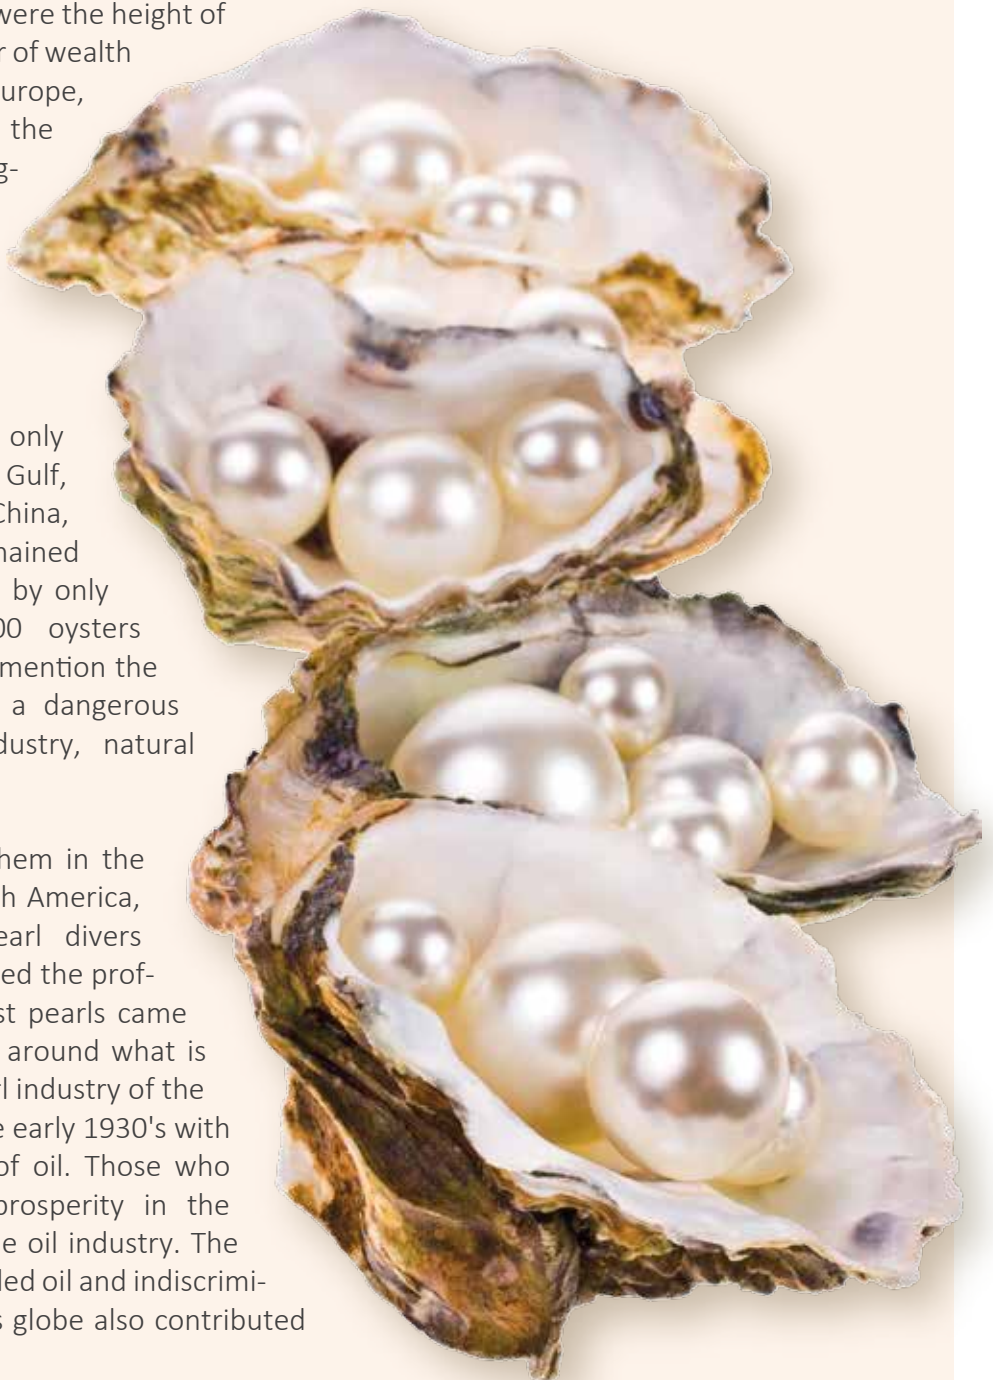 were the height of
of wealth
urope,
the
g-
only
Gulf,
China,
nained
by only
00 oysters
mention the
a dangerous
dustry, natural
hem in the
h America,
earl divers
ed the prof-
st pearls came
around what is
rl industry of the
e early 1930's with
of oil. Those who
prosperity in the
e oil industry. The
led oil and indiscrimi-
s globe also contributed